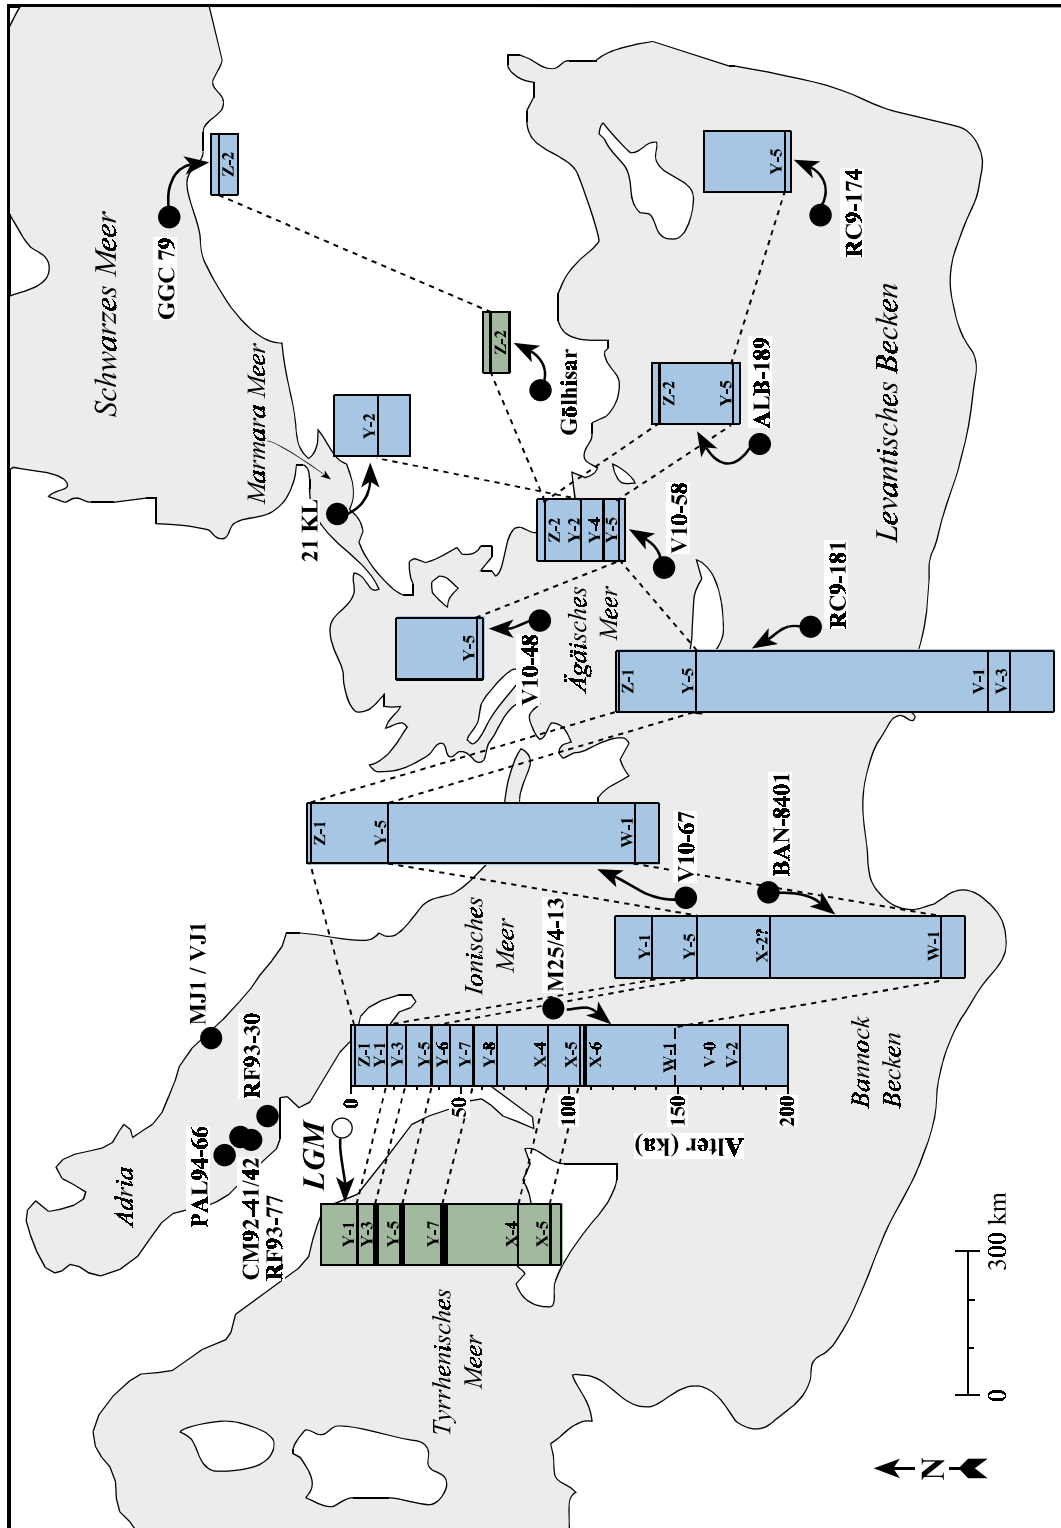 Adria
PAL94-66
CM92-41/42
RF93-77
RF93-30
MJ1 / VJ1
LGM
Tyrrhenisches
Meer
Y-1
Y-3
Y-5
Y-7
X-4
X-5
0
50
100
150
200
Alter (ka)
Z-1
Y-1
Y-3
Y-5
Y-6
Y-7
Y-8
X-4
X-5
X-6
W-1
V-0
V-2
M25/4-13
Ionisches
Meer
Bannock
Becken
Y-1
Y-5
X-2?
W-1
BAN-8401
Z-1
Y-5
W-1
V10-67
Z-1
Y-5
V-1
V-3
RC9-181
Y-5
V10-48
Ägäisches
Meer
Z-2
Y-2
Y-4
Y-5
V10-58
21 KL
Y-2
Marmara Meer
Schwarzes Meer
GGC 79
Z-2
Z-2
Gölhisar
Z-2
Y-5
ALB-189
Y-5
RC9-174
Levantisches Becken
0
300 km
N